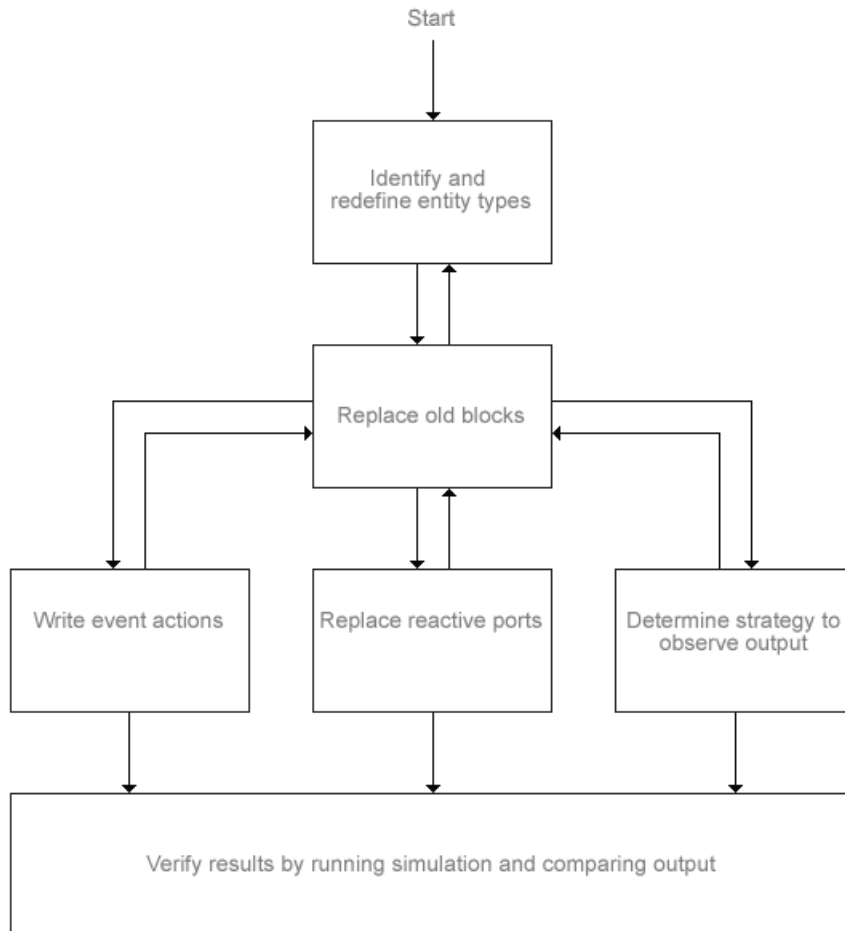 Start
Identify and
redefine entity types
Replace old blocks
Write event actions
Replace reactive ports
Determine strategy to
observe output
Verify results by running simulation and comparing output